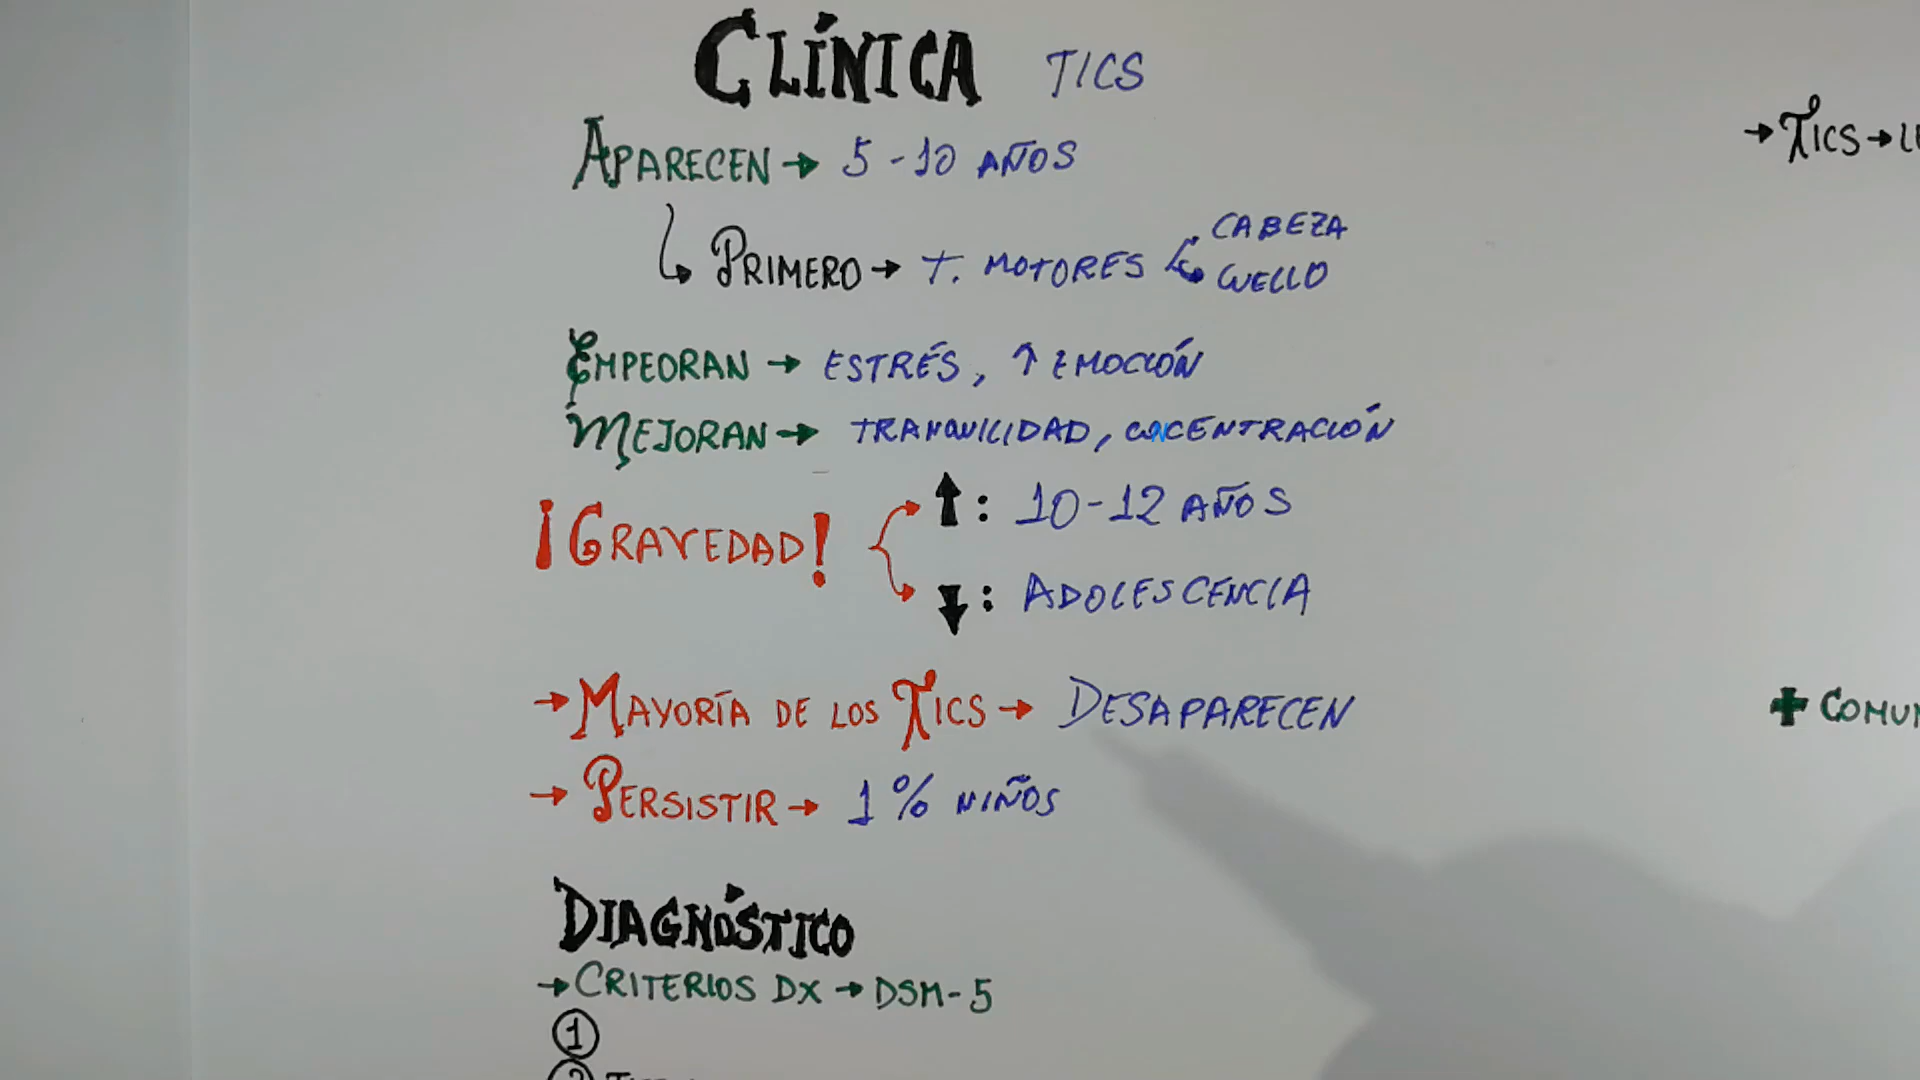 CLÍNICA TICS
APARECEN → 5-10 AÑOS
PRIMERO → T. MOTORES CABEZA
CUELLO
EMPEORAN → ESTRÉS, ↑ EMOCIÓN
MEJORAN → TRANQUILIDAD, CONCENTRACIÓN
¡GRAVEDAD! ↑: 10-12 AÑOS
↓: ADOLESCENCIA
→ MAYORÍA DE LOS TICS → DESAPARECEN
→ PERSISTIR → 1% NIÑOS
DIAGNÓSTICO
→ CRITERIOS DX → DSM-5
1
2
→ TICS →
+